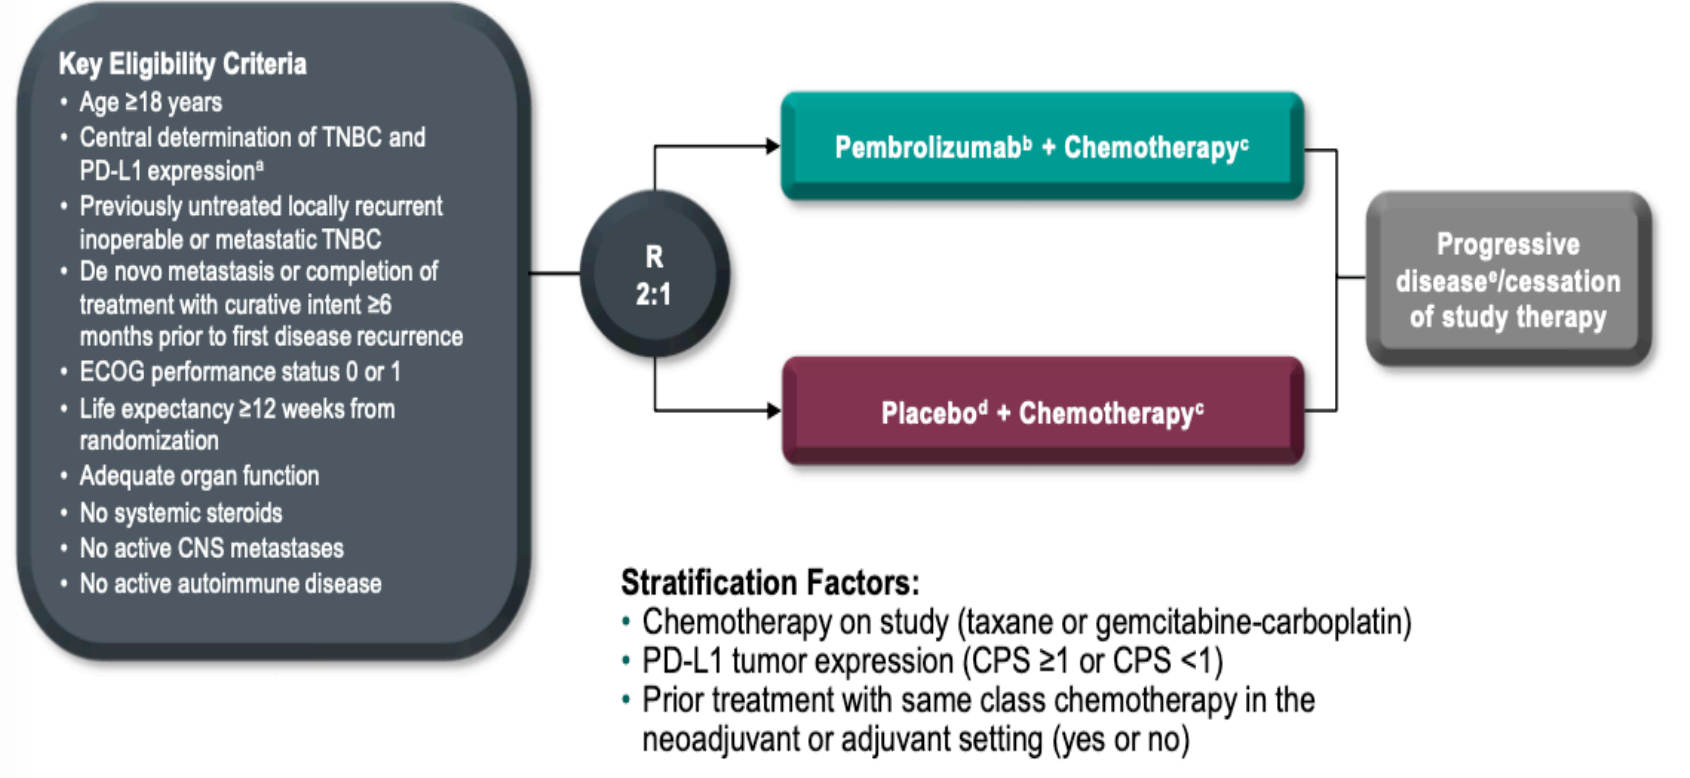 Key Eligibility Criteria
• Age ≥18 years
• Central determination of TNBC and
PD-L1 expressionᵃ
• Previously untreated locally recurrent
inoperable or metastatic TNBC
• De novo metastasis or completion of
treatment with curative intent ≥6
months prior to first disease recurrence
• ECOG performance status 0 or 1
• Life expectancy ≥12 weeks from
randomization
• Adequate organ function
• No systemic steroids
• No active CNS metastases
• No active autoimmune disease
R
2:1
Pembrolizumabᵇ + Chemotherapyᶜ
Placeboᵈ + Chemotherapyᶜ
Progressive
diseaseᵉ/cessation
of study therapy
Stratification Factors:
• Chemotherapy on study (taxane or gemcitabine-carboplatin)
• PD-L1 tumor expression (CPS ≥1 or CPS <1)
• Prior treatment with same class chemotherapy in the
neoadjuvant or adjuvant setting (yes or no)